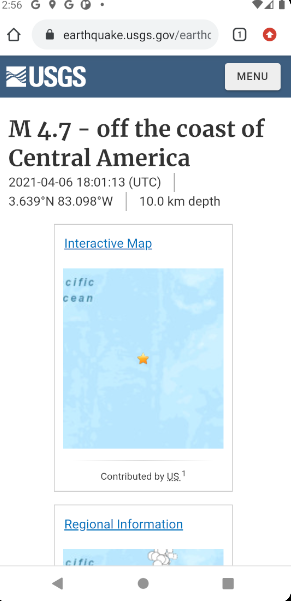 2:56
earthquake.usgs.gov/earthc
1
USGS
MENU
M 4.7 - off the coast of
Central America
2021-04-06 18:01:13 (UTC)
3.639°N 83.098°W
10.0 km depth
Interactive Map
cific
cean
Contributed by US 1
Regional Information
cific